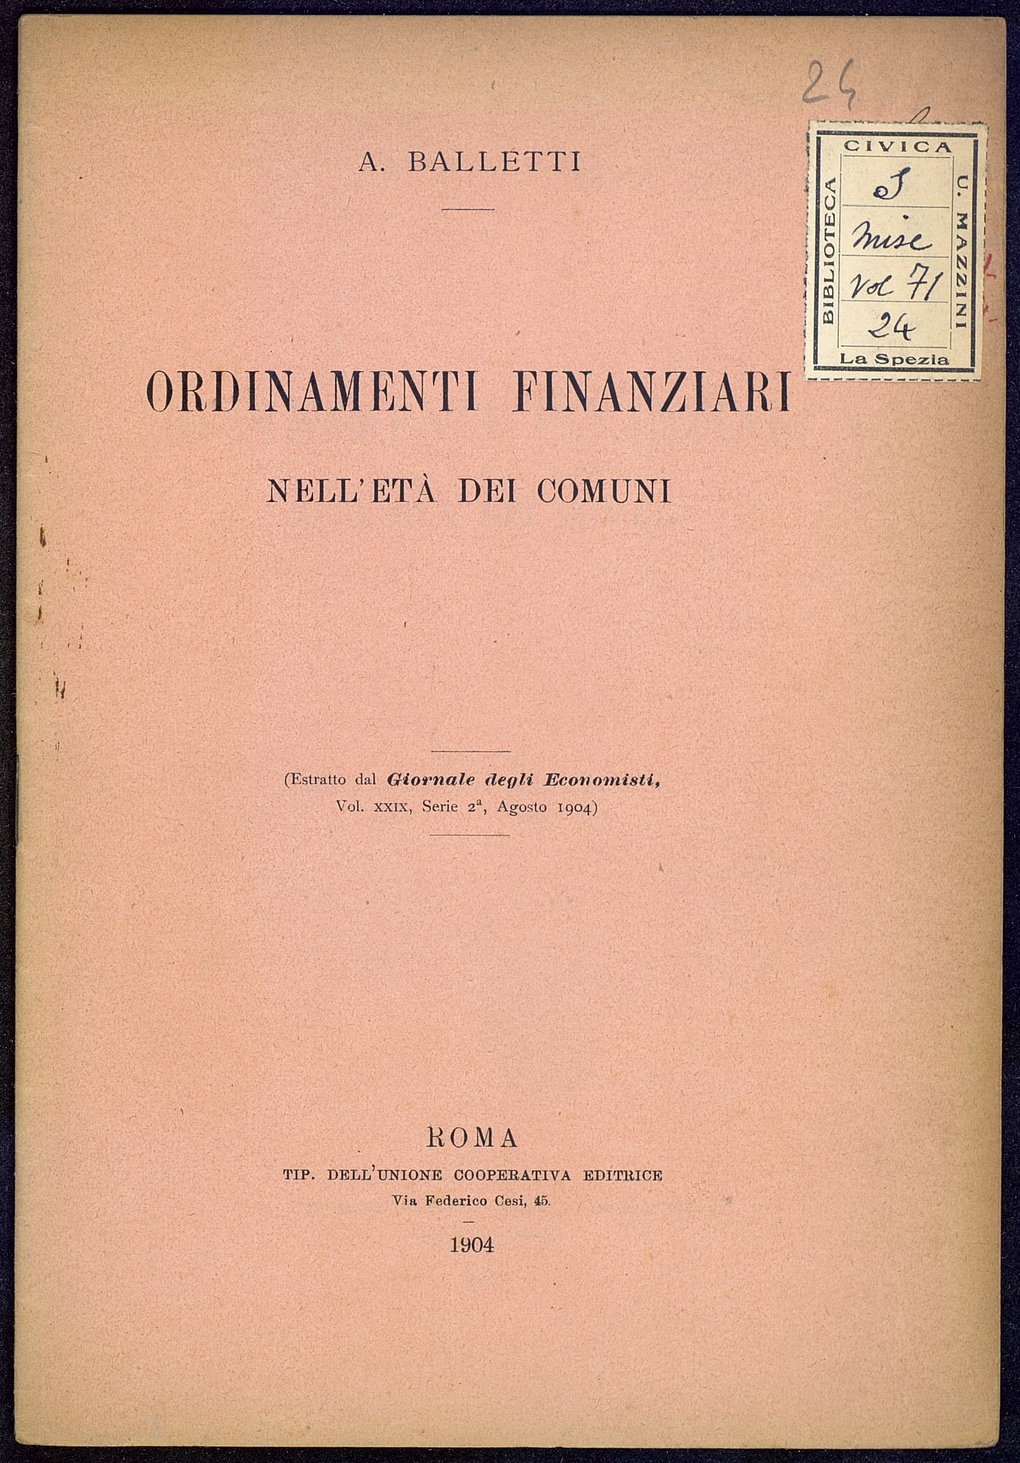 24
A. BALLETTI
CIVICA
BIBLIOTECA
U. MAZZINI
S
Misc
Vol 71
24
La Spezia
ORDINAMENTI FINANZIARI
NELL'ETÀ DEI COMUNI
(Estratto dal Giornale degli Economisti,
Vol. XXIX, Serie 2ª, Agosto 1904)
ROMA
TIP. DELL'UNIONE COOPERATIVA EDITRICE
Via Federico Cesi, 45.
1904